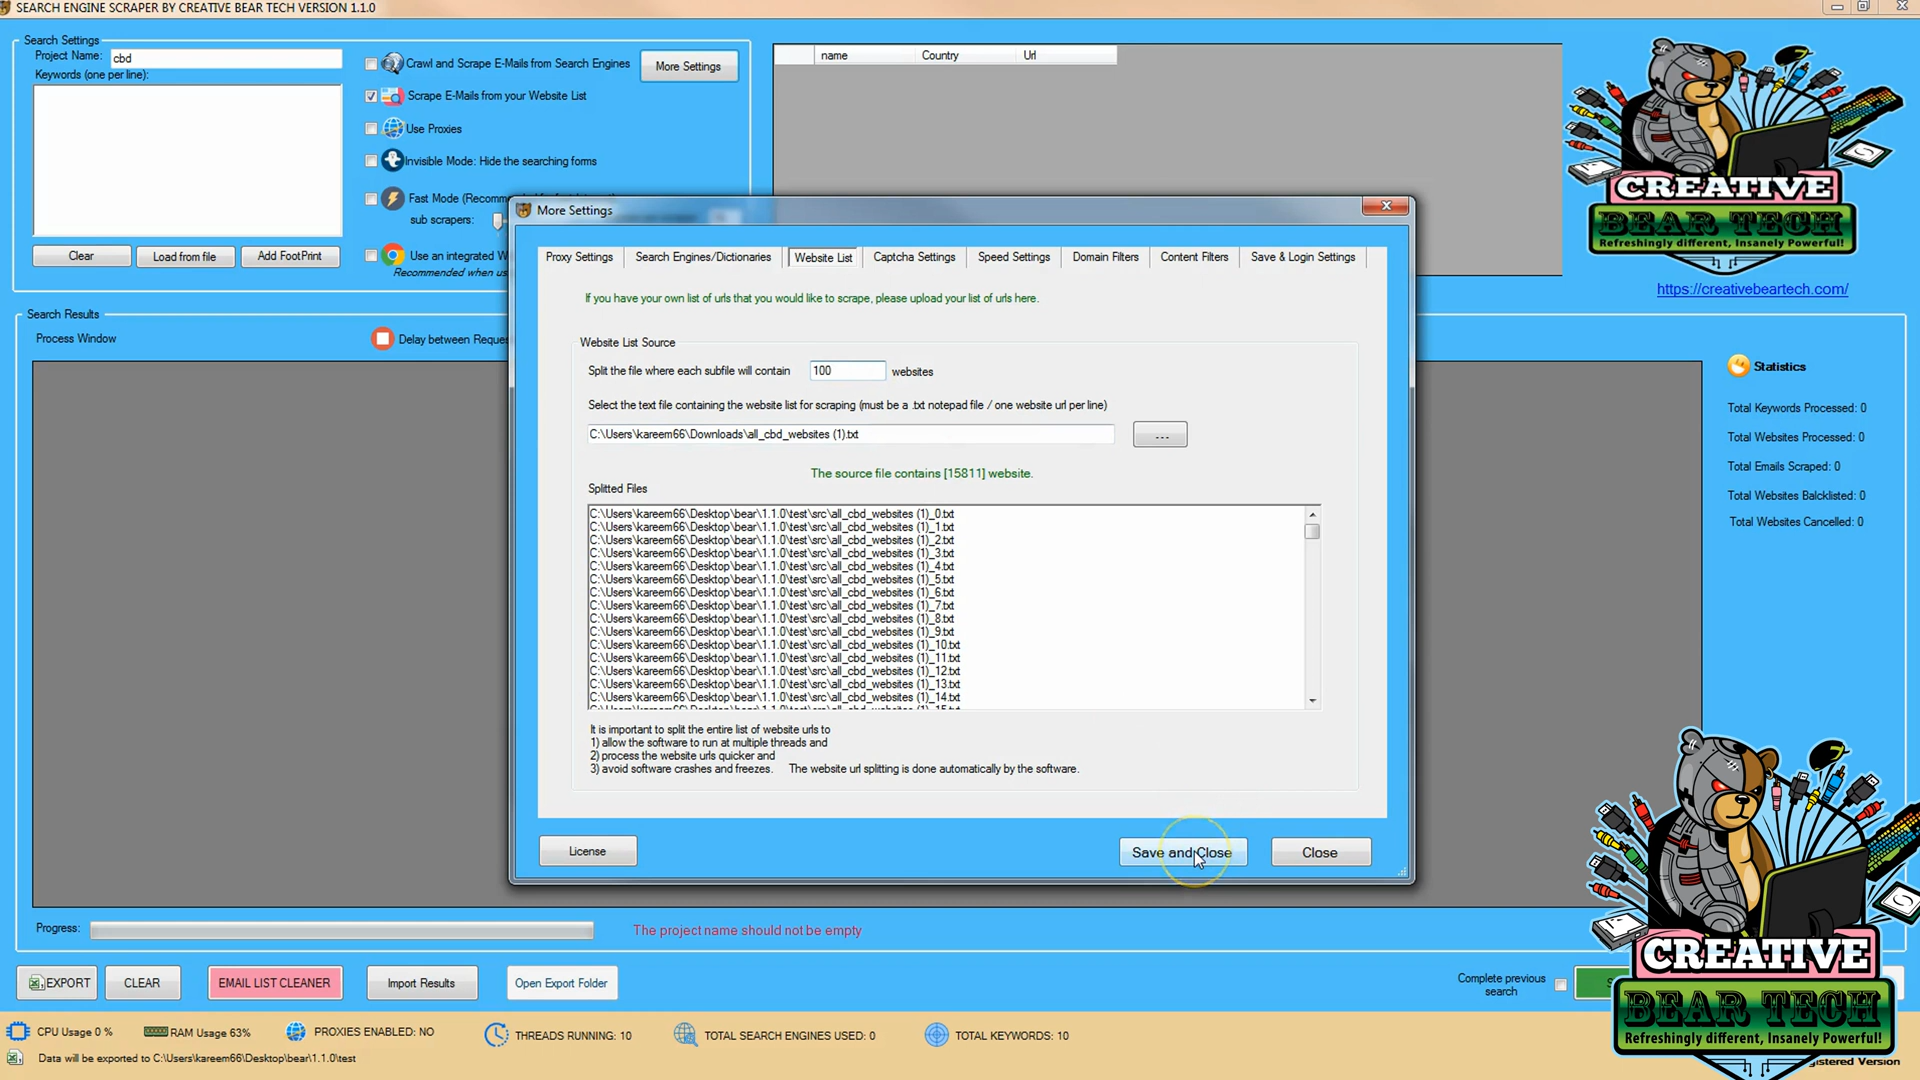 SEARCH ENGINE SCRAPER BY CREATIVE BEAR TECH VERSION 1.1.0
Search Settings
Project Name: cbd
Keywords (one per line):
Clear
Load from file
Add FootPrint
Crawl and Scrape E-Mails from Search Engines
More Settings
Scrape E-Mails from your Website List
Use Proxies
Invisible Mode: Hide the searching forms
Fast Mode
sub scrapers:
Use an integrated
Recommended when
name Country Url
CREATIVE
BEAR TECH
Refreshingly different, Insanely Powerful!
https://creativebeartech.com/
More Settings
Proxy Settings
Search Engines/Dictionaries
Website List
Captcha Settings
Speed Settings
Domain Filters
Content Filters
Save & Login Settings
If you have your own list of urls that you would like to scrape, please upload your list of urls here.
Website List Source
Split the file where each subfile will contain 100 websites
Select the text file containing the website list for scraping (must be a .txt notepad file / one website url per line)
C:\Users\kareem66\Downloads\all_cbd_websites (1).txt
...
The source file contains [15811] website.
Splitted Files
C:\Users\kareem66\Desktop\bear\1.1.0\test\src\all_cbd_websites (1)_0.txt
C:\Users\kareem66\Desktop\bear\1.1.0\test\src\all_cbd_websites (1)_1.txt
C:\Users\kareem66\Desktop\bear\1.1.0\test\src\all_cbd_websites (1)_2.txt
C:\Users\kareem66\Desktop\bear\1.1.0\test\src\all_cbd_websites (1)_3.txt
C:\Users\kareem66\Desktop\bear\1.1.0\test\src\all_cbd_websites (1)_4.txt
C:\Users\kareem66\Desktop\bear\1.1.0\test\src\all_cbd_websites (1)_5.txt
C:\Users\kareem66\Desktop\bear\1.1.0\test\src\all_cbd_websites (1)_6.txt
C:\Users\kareem66\Desktop\bear\1.1.0\test\src\all_cbd_websites (1)_7.txt
C:\Users\kareem66\Desktop\bear\1.1.0\test\src\all_cbd_websites (1)_8.txt
C:\Users\kareem66\Desktop\bear\1.1.0\test\src\all_cbd_websites (1)_9.txt
C:\Users\kareem66\Desktop\bear\1.1.0\test\src\all_cbd_websites (1)_10.txt
C:\Users\kareem66\Desktop\bear\1.1.0\test\src\all_cbd_websites (1)_11.txt
C:\Users\kareem66\Desktop\bear\1.1.0\test\src\all_cbd_websites (1)_12.txt
C:\Users\kareem66\Desktop\bear\1.1.0\test\src\all_cbd_websites (1)_13.txt
C:\Users\kareem66\Desktop\bear\1.1.0\test\src\all_cbd_websites (1)_14.txt
C:\Users\kareem66\Desktop\bear\1.1.0\test\src\all_cbd_websites (1)_15.txt
It is important to split the entire list of website urls to
1) allow the software to run at multiple threads and
2) process the website urls quicker and
3) avoid software crashes and freezes. The website url splitting is done automatically by the software.
License
Save and Close
Close
Search Results
Process Window
Delay between
Statistics
Total Keywords Processed: 0
Total Websites Processed: 0
Total Emails Scraped: 0
Total Websites Balcklisted: 0
Total Websites Cancelled: 0
Progress:
The project name should not be empty
EXPORT
CLEAR
EMAIL LIST CLEANER
Import Results
Open Export Folder
Complete previous
search
CREATIVE
BEAR TECH
Refreshingly different, Insanely Powerful!
CPU Usage 0 %
RAM Usage 63%
PROXIES ENABLED: NO
THREADS RUNNING: 10
TOTAL SEARCH ENGINES USED: 0
TOTAL KEYWORDS: 10
Data will be exported to C:\Users\kareem66\Desktop\bear\1.1.0\test
Version